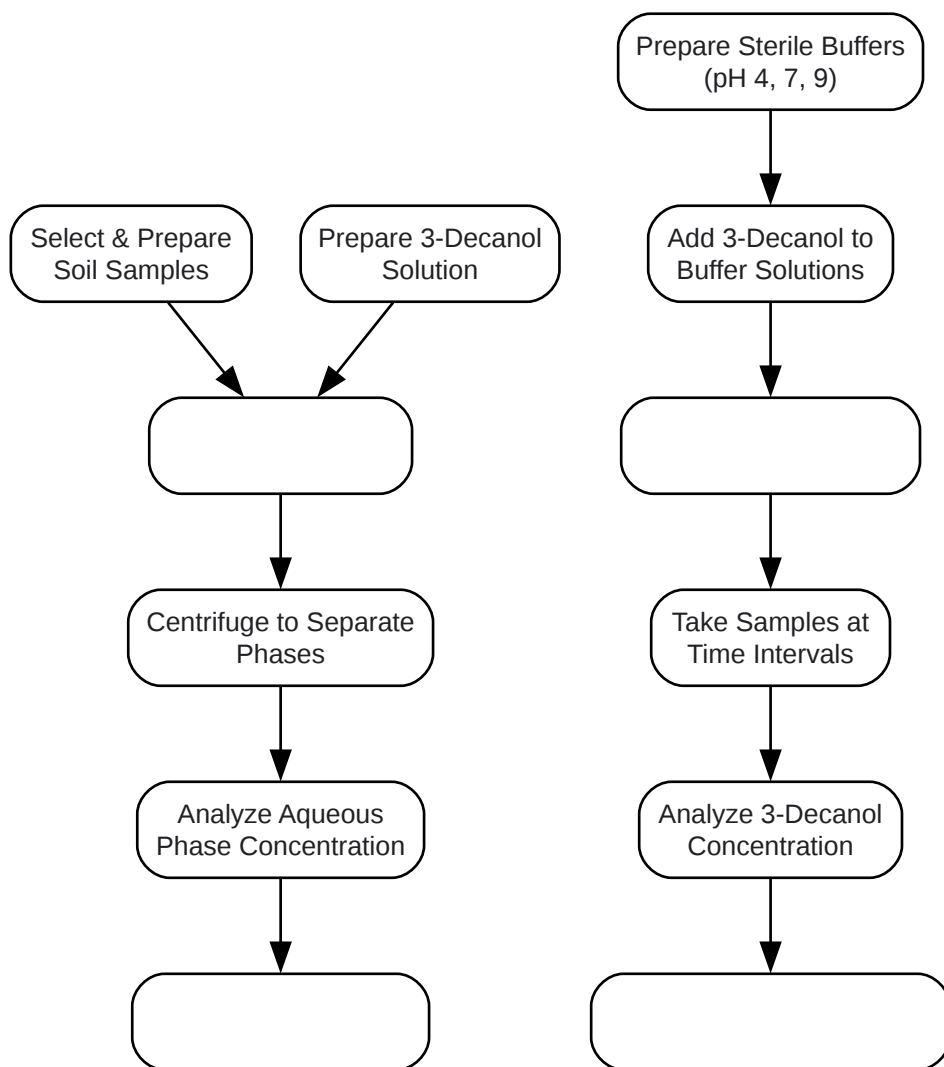 Prepare Sterile Buffers
(pH 4, 7, 9)
Select & Prepare
Soil Samples
Prepare 3-Decanol
Solution
Add 3-Decanol to
Buffer Solutions
Centrifuge to Separate
Phases
Take Samples at
Time Intervals
Analyze Aqueous
Phase Concentration
Analyze 3-Decanol
Concentration